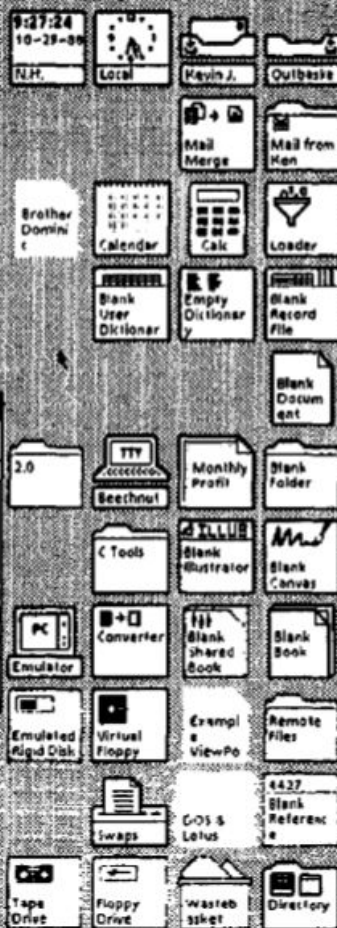 9:27:24
10-29-86
N.H.
Local
Kevin J.
Outbaske
Mail
Merge
Mail from
Ken
Brother
Domini
c
Calendar
Calc
Loader
Blank
User
Dictionar
Empty
Dictionar
y
Blank
Record
File
Blank
Docum
ent
2.0
TTY
Beechnut
Monthly
Profit
Blank
Folder
C Tools
ILLUS
Blank
Illustrator
Blank
Canvas
PC
Emulator
Converter
Blank
Shared
Book
Blank
Book
Emulated
Rigid Disk
Virtual
Floppy
Exampl
e
ViewPo
Remote
Files
Swaps
DOS &
Lotus
4427
Blank
Referenc
e
Tape
Drive
Floppy
Drive
Wasteb
asket
Directory